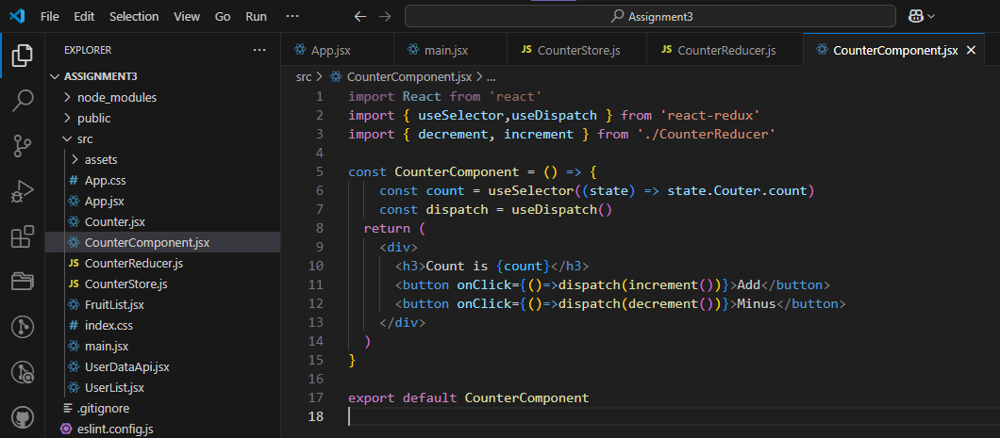 File Edit Selection View Go Run ··· Assignment3
EXPLORER ···
ASSIGNMENT3
node_modules
public
src
assets
App.css
App.jsx
Counter.jsx
CounterComponent.jsx
JS CounterReducer.js
JS CounterStore.js
FruitList.jsx
index.css
main.jsx
UserDataApi.jsx
UserList.jsx
.gitignore
eslint.config.js
App.jsx main.jsx JS CounterStore.js JS CounterReducer.js CounterComponent.jsx
src > CounterComponent.jsx > ...
1 import React from 'react'
2 import { useSelector,useDispatch } from 'react-redux'
3 import { decrement, increment } from './CounterReducer'
4
5 const CounterComponent = () => {
6 const count = useSelector((state) => state.Couter.count)
7 const dispatch = useDispatch()
8 return (
9 <div>
10 <h3>Count is {count}</h3>
11 <button onClick={()=>dispatch(increment())}>Add</button>
12 <button onClick={()=>dispatch(decrement())}>Minus</button>
13 </div>
14 )
15 }
16
17 export default CounterComponent
18